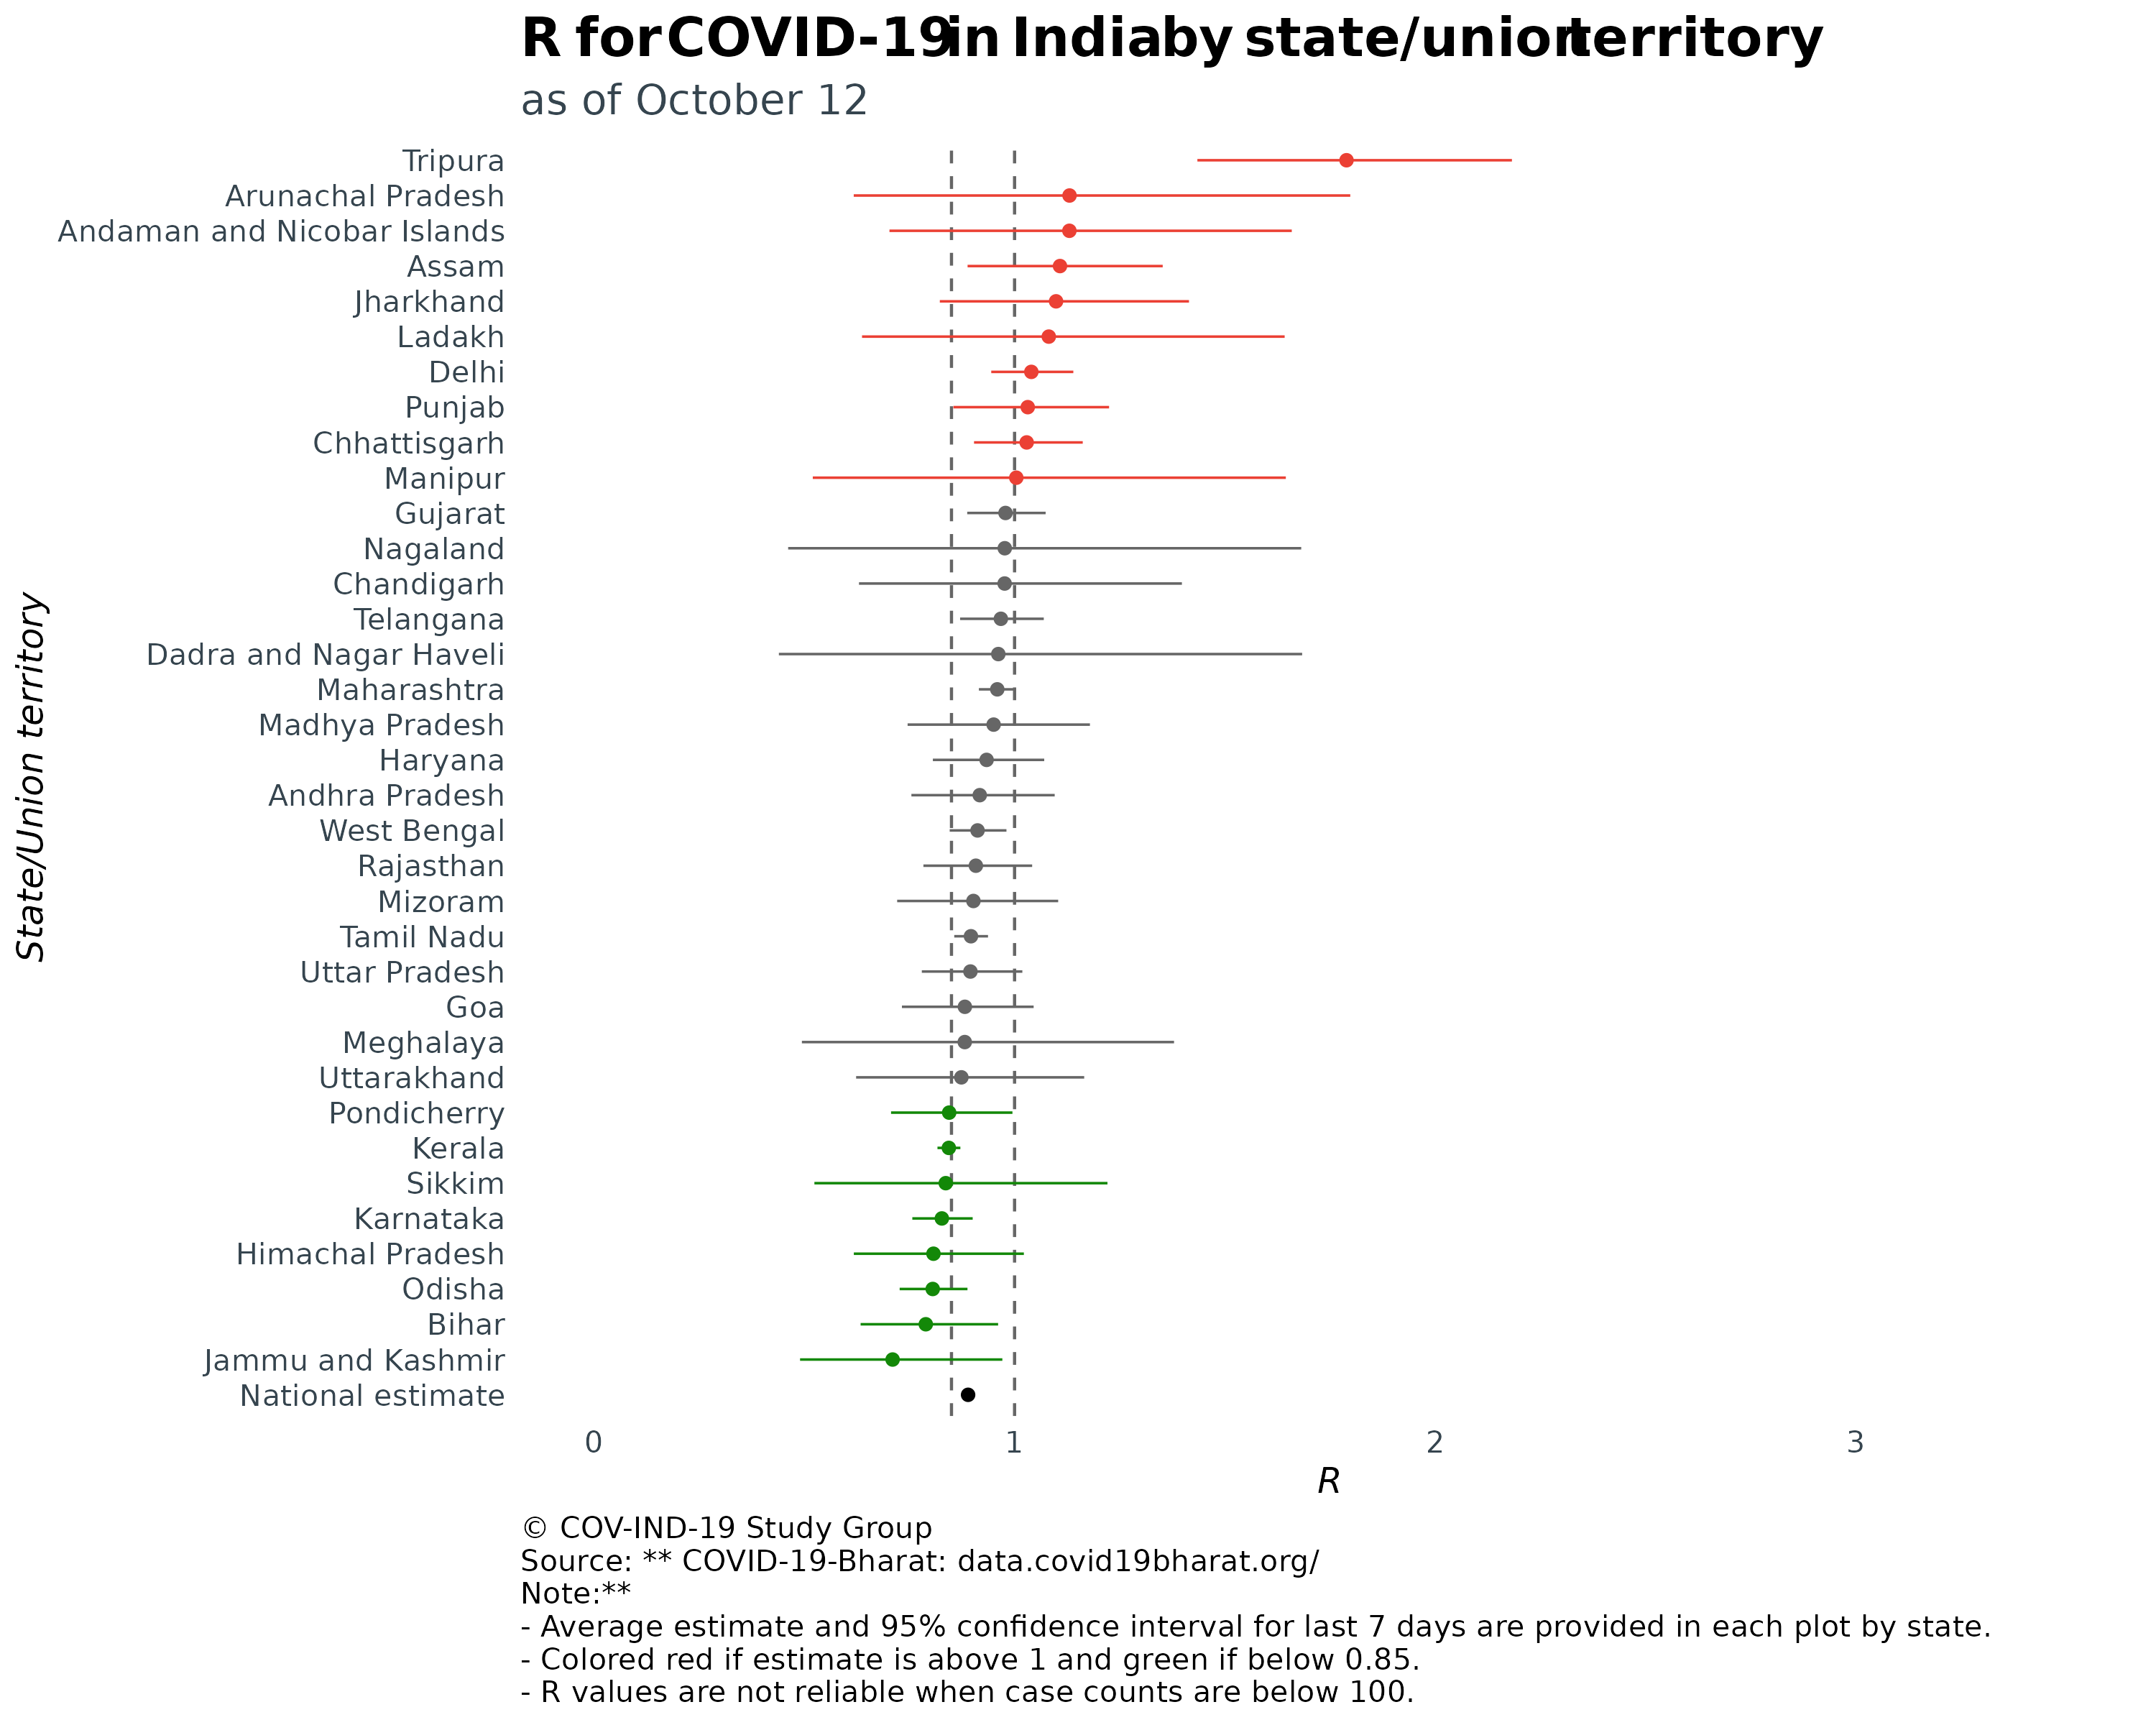 R for COVID-19 in India by state/union territory
as of October 12
Tripura
Arunachal Pradesh
Andaman and Nicobar Islands
Assam
Jharkhand
Ladakh
Delhi
Punjab
Chhattisgarh
Manipur
Gujarat
Nagaland
Chandigarh
Telangana
Dadra and Nagar Haveli
Maharashtra
Madhya Pradesh
Haryana
Andhra Pradesh
West Bengal
Rajasthan
Mizoram
Tamil Nadu
Uttar Pradesh
Goa
Meghalaya
Uttarakhand
Pondicherry
Kerala
Sikkim
Karnataka
Himachal Pradesh
Odisha
Bihar
Jammu and Kashmir
National estimate
State/Union territory
0 1 2 3
R
© COV-IND-19 Study Group
Source: ** COVID-19-Bharat: data.covid19bharat.org/
Note:**
- Average estimate and 95% confidence interval for last 7 days are provided in each plot by state.
- Colored red if estimate is above 1 and green if below 0.85.
- R values are not reliable when case counts are below 100.